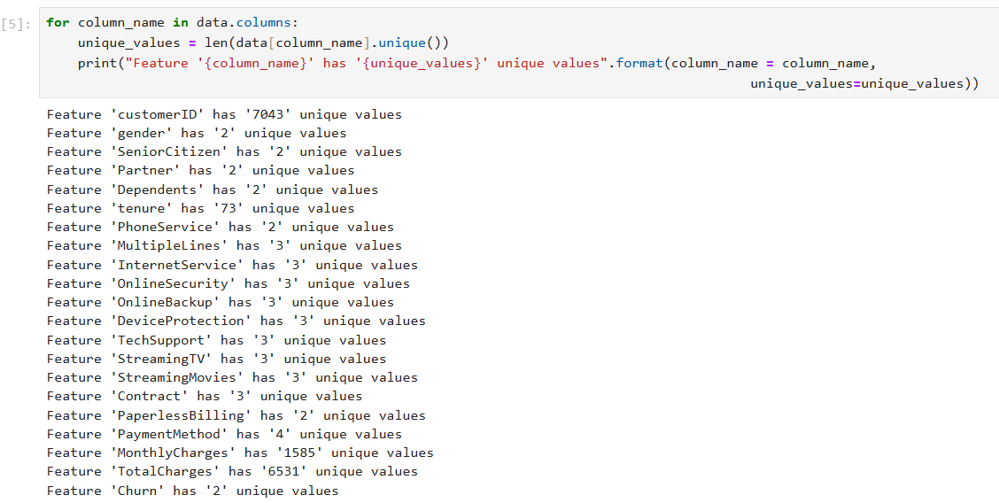 [5]: for column_name in data.columns:
    unique_values = len(data[column_name].unique())
    print("Feature '{column_name}' has '{unique_values}' unique values".format(column_name = column_name,
                                                                                         unique_values=unique_values))
Feature 'customerID' has '7043' unique values
Feature 'gender' has '2' unique values
Feature 'SeniorCitizen' has '2' unique values
Feature 'Partner' has '2' unique values
Feature 'Dependents' has '2' unique values
Feature 'tenure' has '73' unique values
Feature 'PhoneService' has '2' unique values
Feature 'MultipleLines' has '3' unique values
Feature 'InternetService' has '3' unique values
Feature 'OnlineSecurity' has '3' unique values
Feature 'OnlineBackup' has '3' unique values
Feature 'DeviceProtection' has '3' unique values
Feature 'TechSupport' has '3' unique values
Feature 'StreamingTV' has '3' unique values
Feature 'StreamingMovies' has '3' unique values
Feature 'Contract' has '3' unique values
Feature 'PaperlessBilling' has '2' unique values
Feature 'PaymentMethod' has '4' unique values
Feature 'MonthlyCharges' has '1585' unique values
Feature 'TotalCharges' has '6531' unique values
Feature 'Churn' has '2' unique values